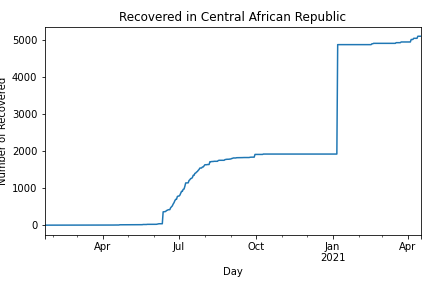 Recovered in Central African Republic
5000
4000
3000
2000
1000
0
Number of Recovered
Apr Jul Oct Jan Apr
2021
Day